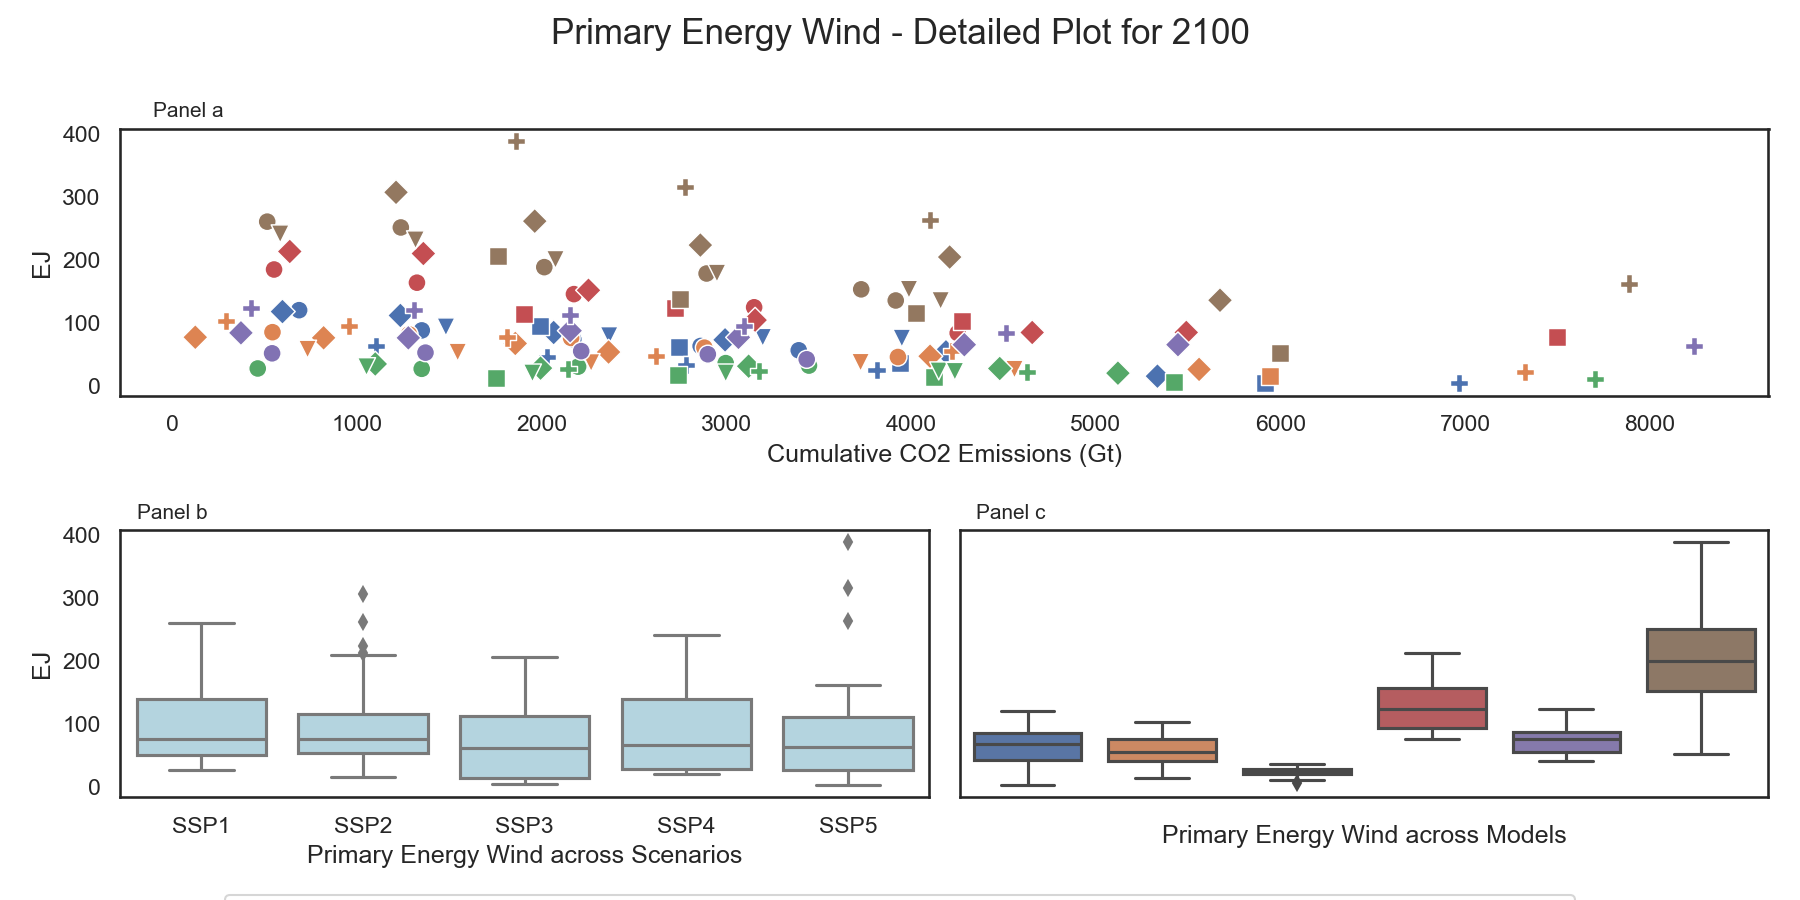 Primary Energy Wind - Detailed Plot for 2100
Panel a
400
300
200
100
0
EJ
0 1000 2000 3000 4000 5000 6000 7000 8000
Cumulative CO2 Emissions (Gt)
Panel b
400
300
200
100
0
EJ
SSP1 SSP2 SSP3 SSP4 SSP5
Primary Energy Wind across Scenarios
Panel c
Primary Energy Wind across Models